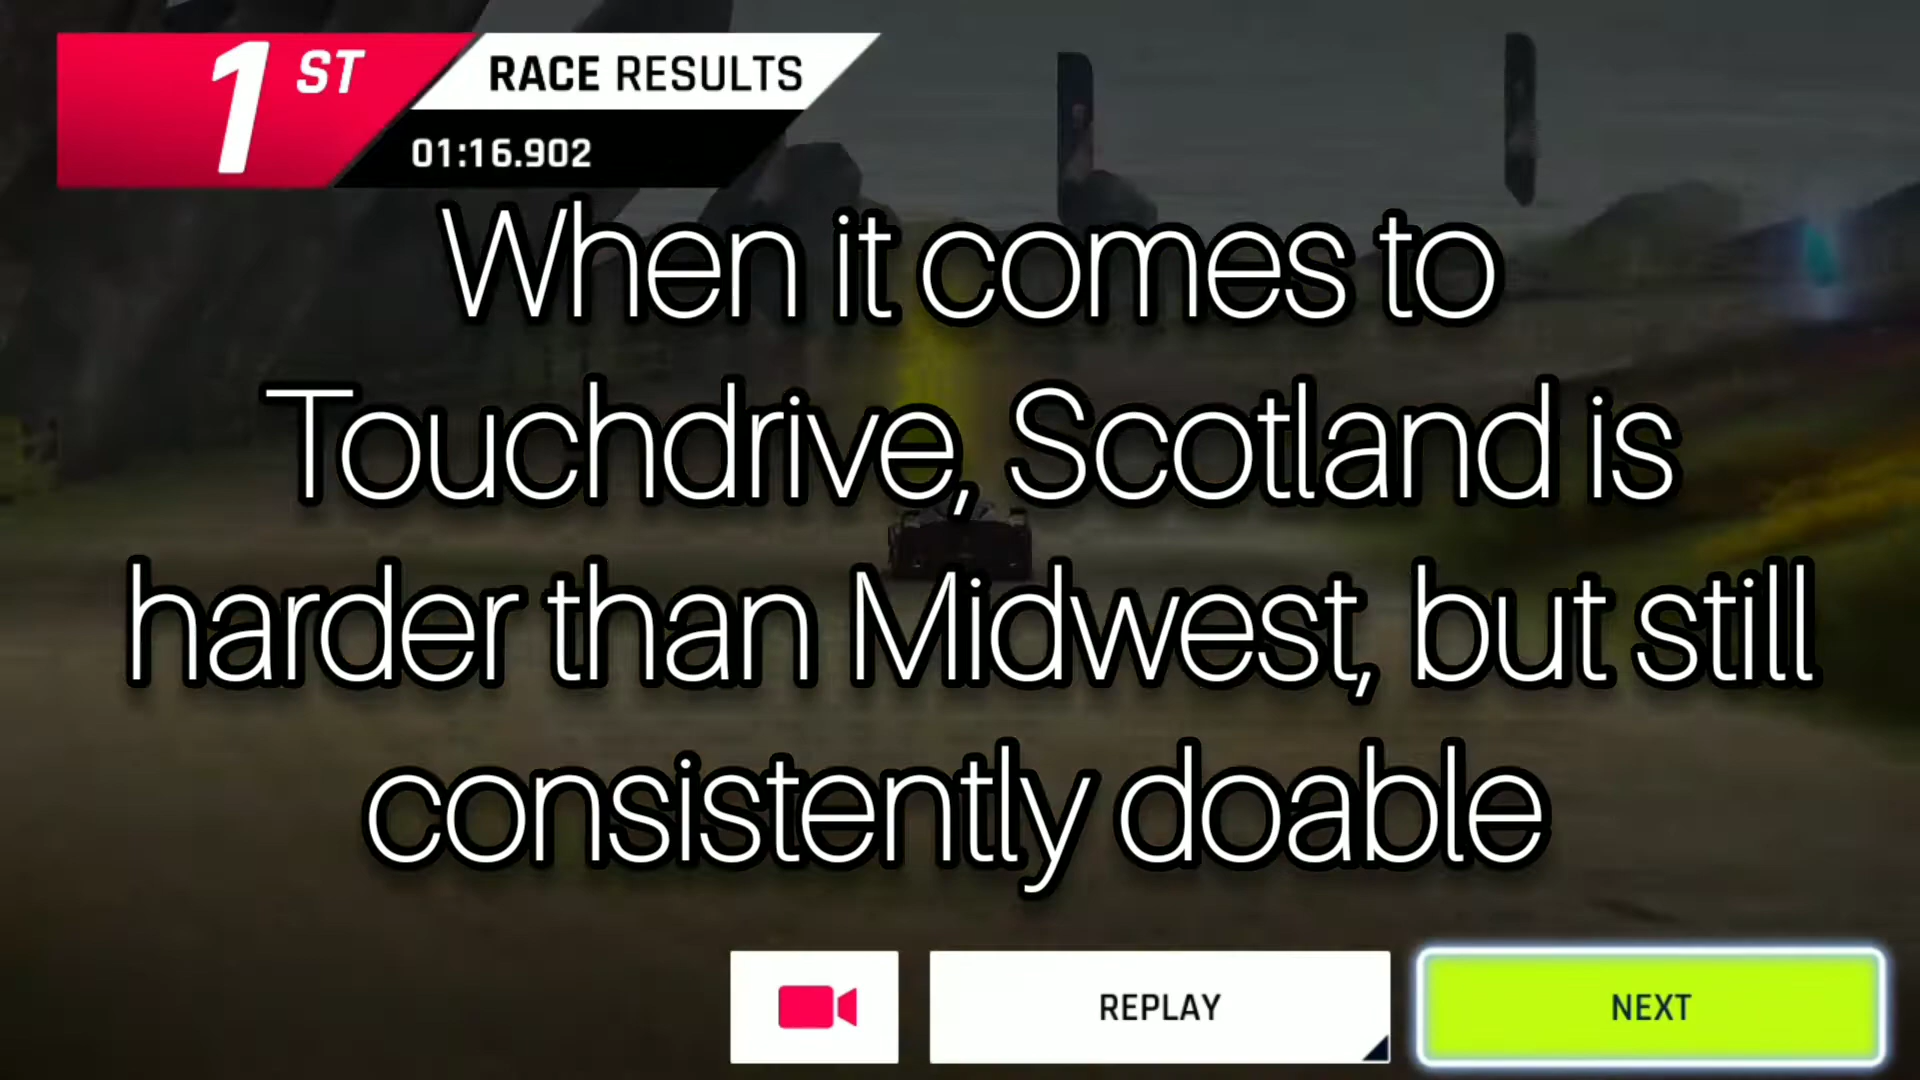 1ST
RACE RESULTS
01:16.902
When it comes to
Touchdrive, Scotland is
harder than Midwest, but still
consistently doable
REPLAY
NEXT